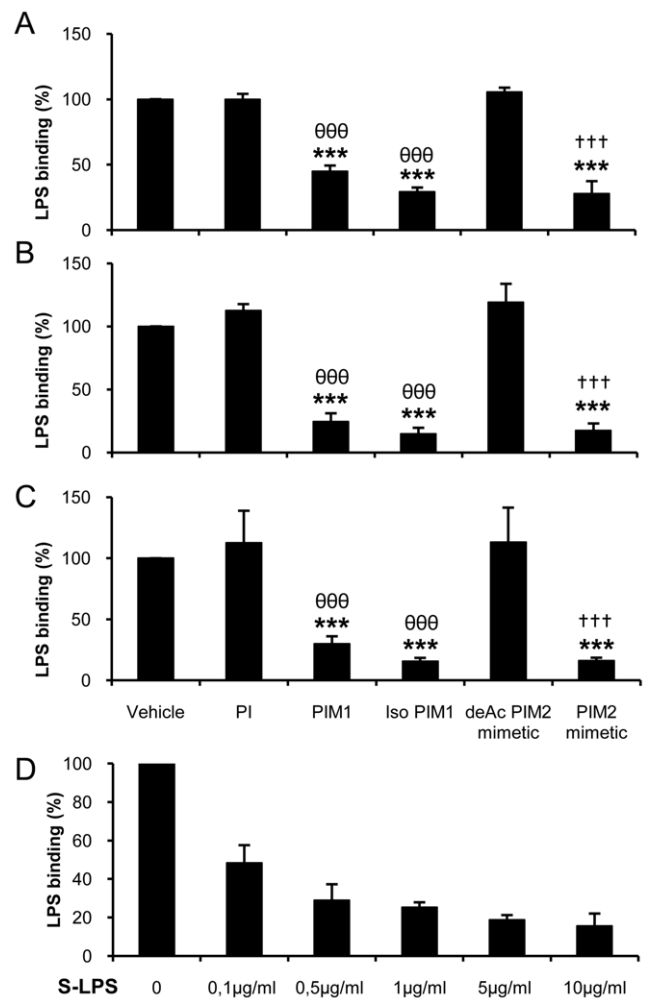 A
LPS binding (%)
150
100
50
0
θθθ
***
θθθ
***
†††
***
B
LPS binding (%)
150
100
50
0
θθθ
***
θθθ
***
†††
***
C
LPS binding (%)
150
100
50
0
θθθ
***
θθθ
***
†††
***
Vehicle PI PIM1 Iso PIM1 deAc PIM2 PIM2
mimetic mimetic
D
LPS binding (%)
100
80
60
40
20
0
S-LPS 0 0,1µg/ml 0,5µg/ml 1µg/ml 5µg/ml 10µg/ml